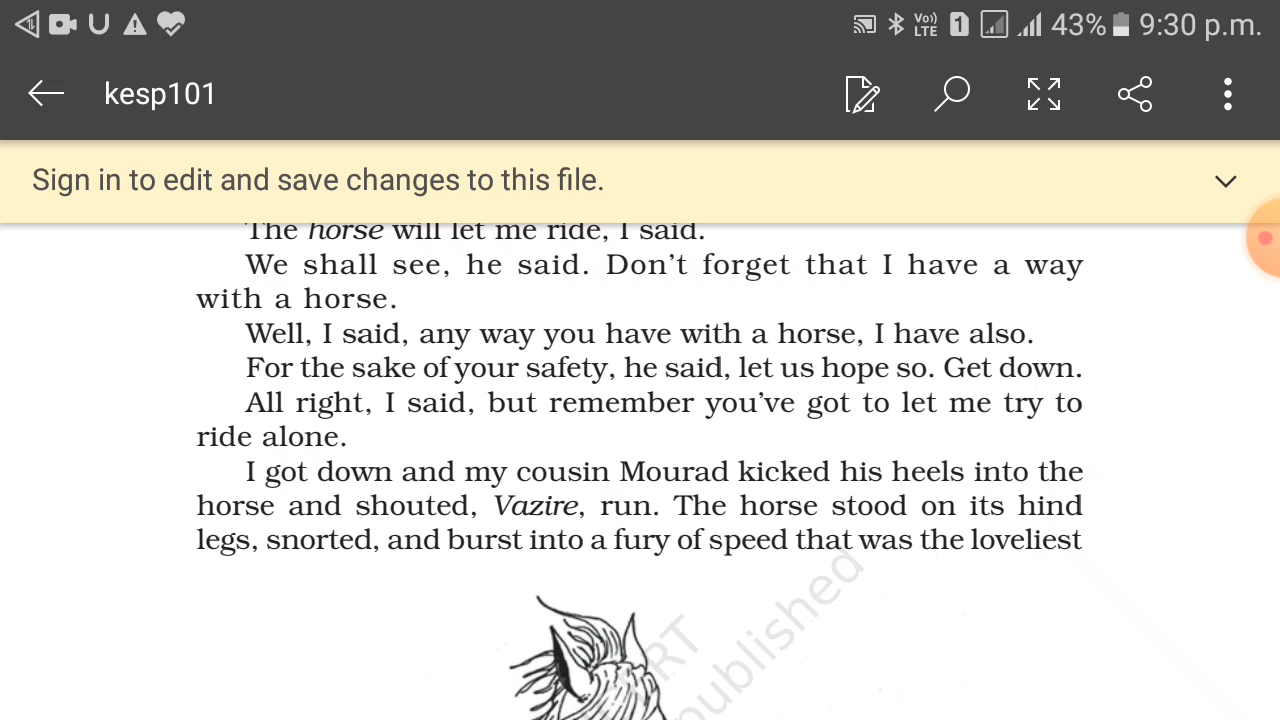 43% 9:30 p.m.
kesp101
Sign in to edit and save changes to this file.
The horse will let me ride, I said.
We shall see, he said. Don't forget that I have a way
with a horse.
Well, I said, any way you have with a horse, I have also.
For the sake of your safety, he said, let us hope so. Get down.
All right, I said, but remember you've got to let me try to
ride alone.
I got down and my cousin Mourad kicked his heels into the
horse and shouted, Vazire, run. The horse stood on its hind
legs, snorted, and burst into a fury of speed that was the loveliest
RT
published